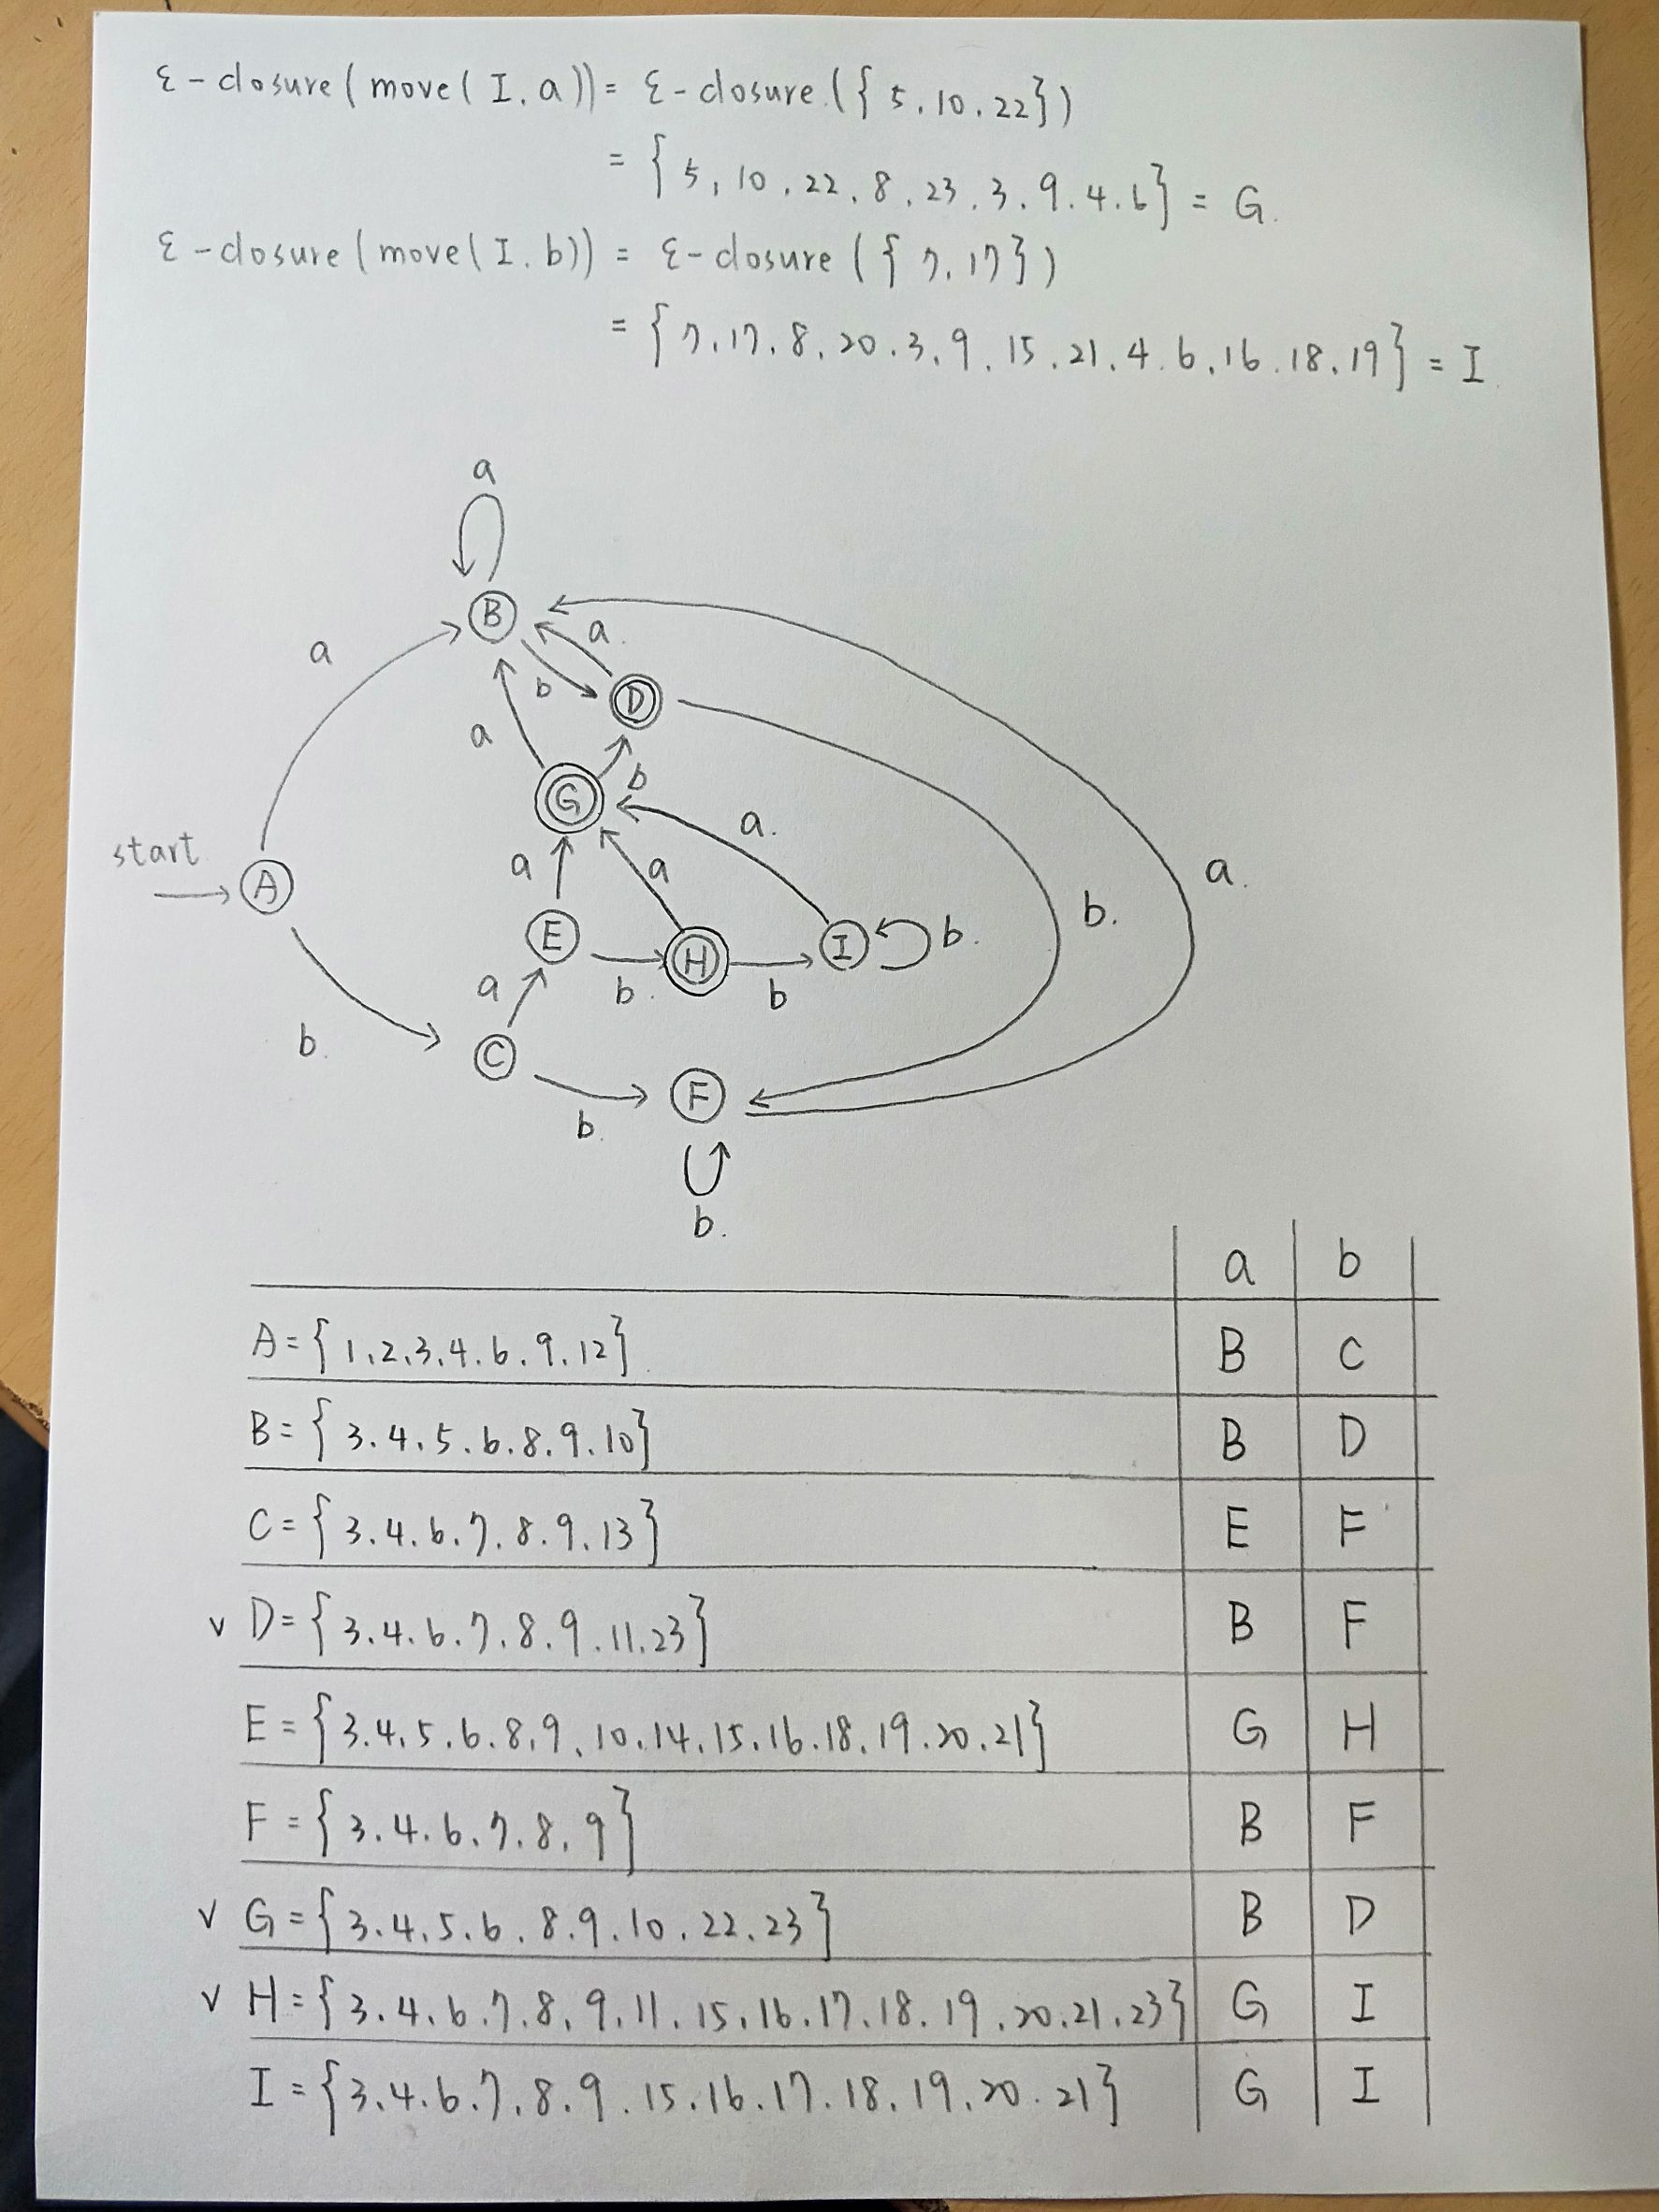 ε-closure(move(I.a)) = ε-closure({5.10.22})
= {5,10.22.8.23.3.9.4.6} = G.
ε-closure(move(I.b)) = ε-closure({7.17})
= {7.17.8.20.3.9.15.21.4.6.16.18.19} = I
a
B
a
a.
b
D
a
b
G
a.
start
a
a
a.
A
b.
E
H
I
b.
b.
b
a
b.
C
F
b.
b.
a b
A={1.2.3.4.6.9.12} B C
B={3.4.5.6.8.9.10} B D
C={3.4.6.7.8.9.13} E F
v D={3.4.6.7.8.9.11.23} B F
E={3.4.5.6.8.9.10.14.15.16.18.19.20.21} G H
F={3.4.6.7.8.9} B F
v G={3.4.5.6.8.9.10.22.23} B D
v H={3.4.6.7.8.9.11.15.16.17.18.19.20.21.23} G I
I={3.4.6.7.8.9.15.16.17.18.19.20.21} G I